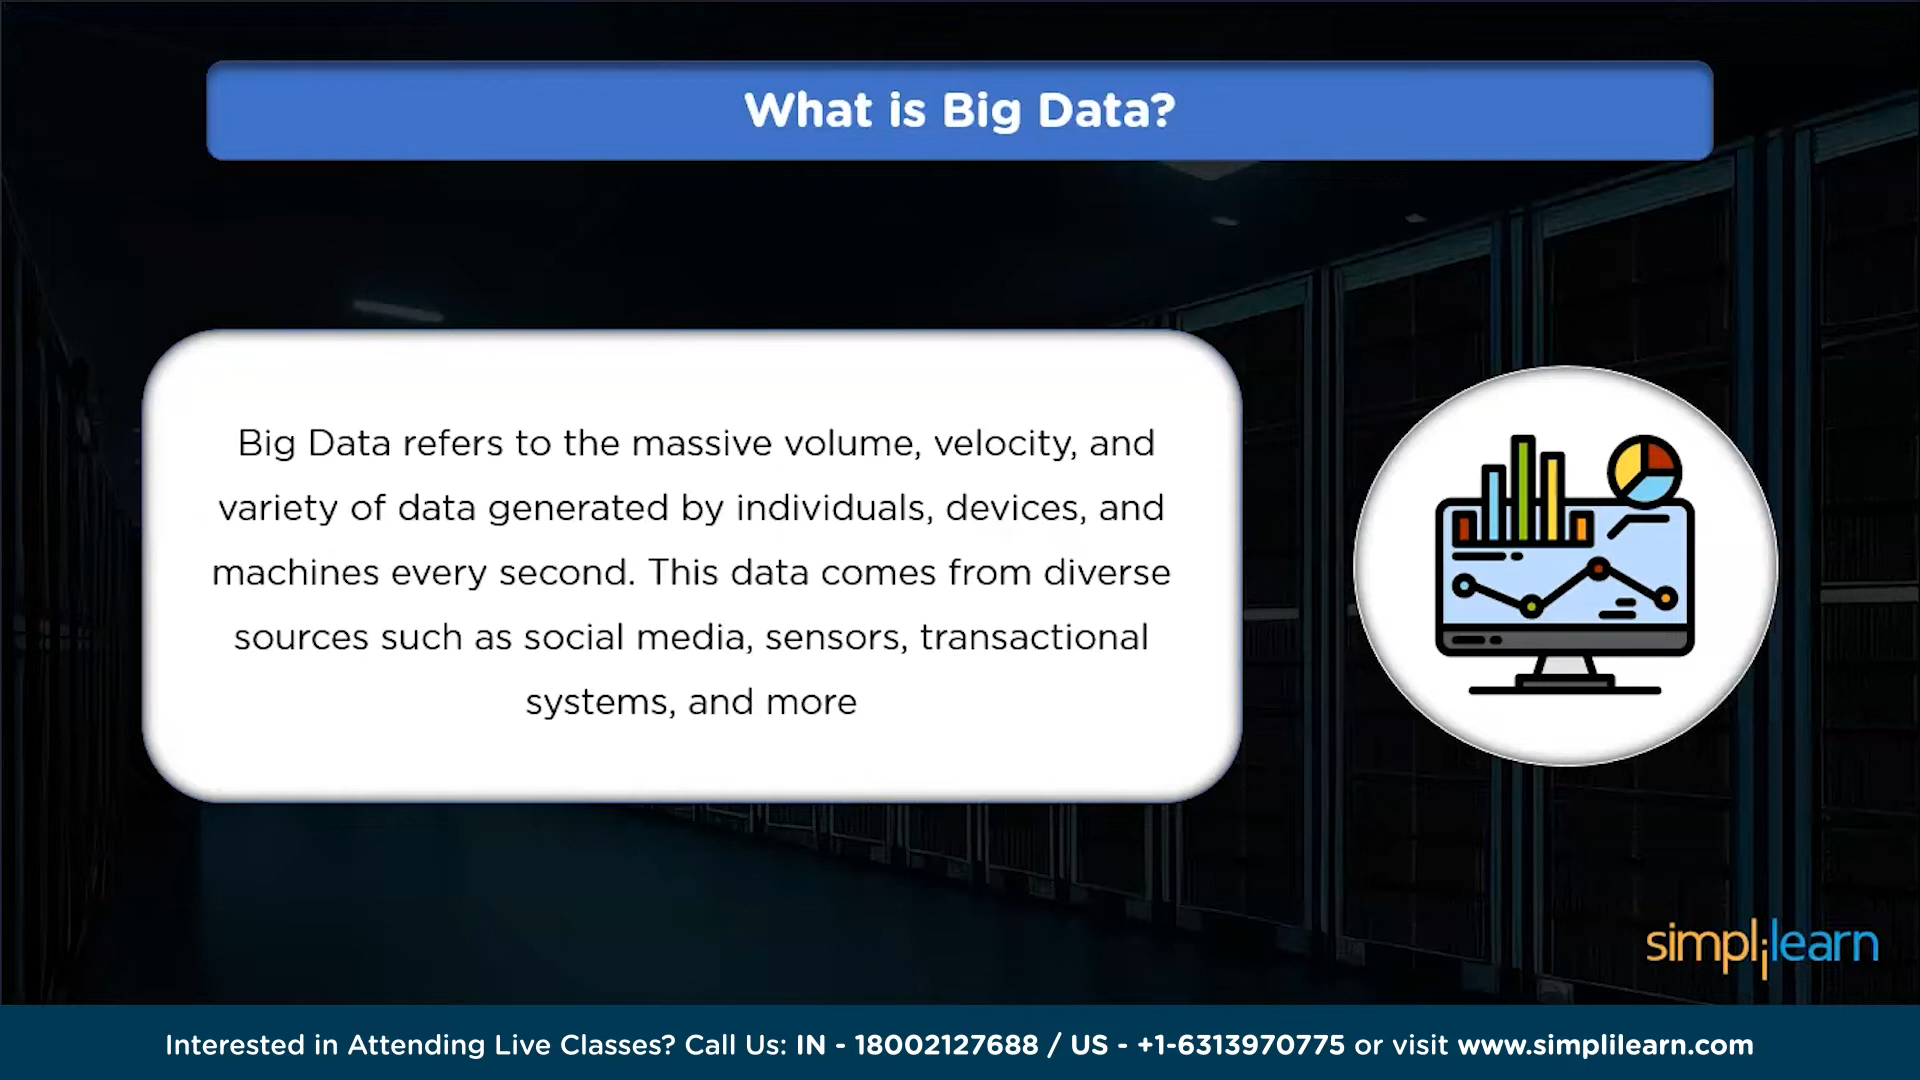 What is Big Data?
Big Data refers to the massive volume, velocity, and
variety of data generated by individuals, devices, and
machines every second. This data comes from diverse
sources such as social media, sensors, transactional
systems, and more
simplilearn
Interested in Attending Live Classes? Call Us: IN - 18002127688 / US - +1-6313970775 or visit www.simplilearn.com